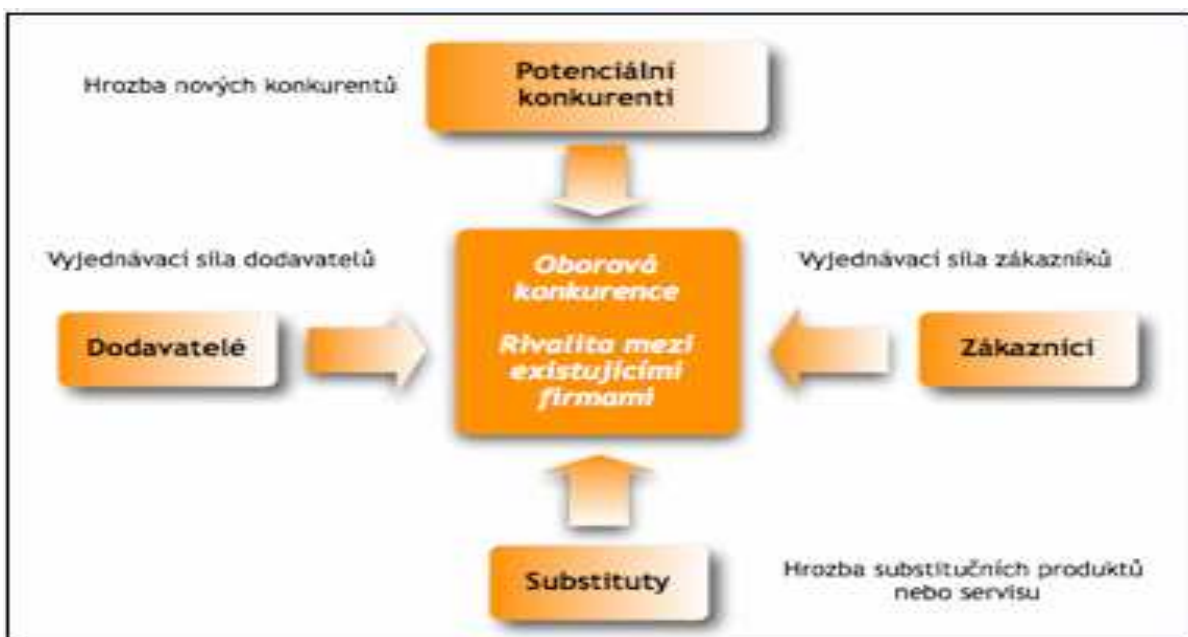 Hrozba nových konkurentů
Potenciální
konkurenti
Vyjednávací síla dodavatelů
Vyjednávací síla zákazníků
Oborová
konkurence
Rivalita mezi
existujícími
firmami
Dodavatelé
Zákazníci
Substituty
Hrozba substitučních produktů
nebo servisu